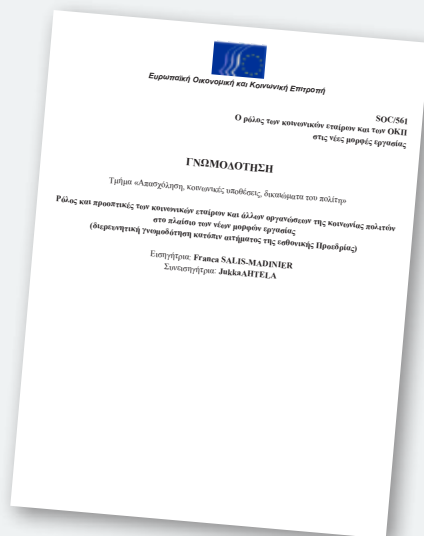 Ευρωπαϊκή Οικονομική και Κοινωνική Επιτροπή
SOC/561
Ο ρόλος των κοινωνικών εταίρων και των ΟΚΠ
στις νέες μορφές εργασίας
ΓΝΩΜΟΔΟΤΗΣΗ
Τμήμα «Απασχόληση, κοινωνικές υποθέσεις, δικαιώματα του πολίτη»
Ρόλος και προοπτικές των κοινωνικών εταίρων και άλλων οργανώσεων της κοινωνίας πολιτών
στο πλαίσιο των νέων μορφών εργασίας
(διερευνητική γνωμοδότηση κατόπιν αιτήματος της εσθονικής Προεδρίας)
Εισηγήτρια: Franca SALIS-MADINIER
Συνεισηγήτρια: JukkaAHTELA